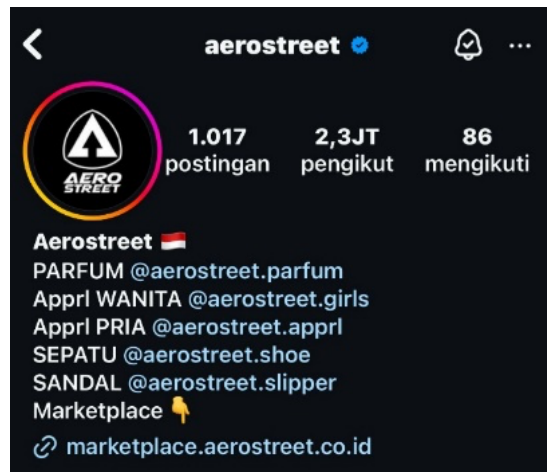 aerostreet
AERO
STREET
1.017 2,3JT 86
postingan pengikut mengikuti
Aerostreet 🇮🇩
PARFUM @aerostreet.parfum
Apprl WANITA @aerostreet.girls
Apprl PRIA @aerostreet.apprl
SEPATU @aerostreet.shoe
SANDAL @aerostreet.slipper
Marketplace 👇
marketplace.aerostreet.co.id